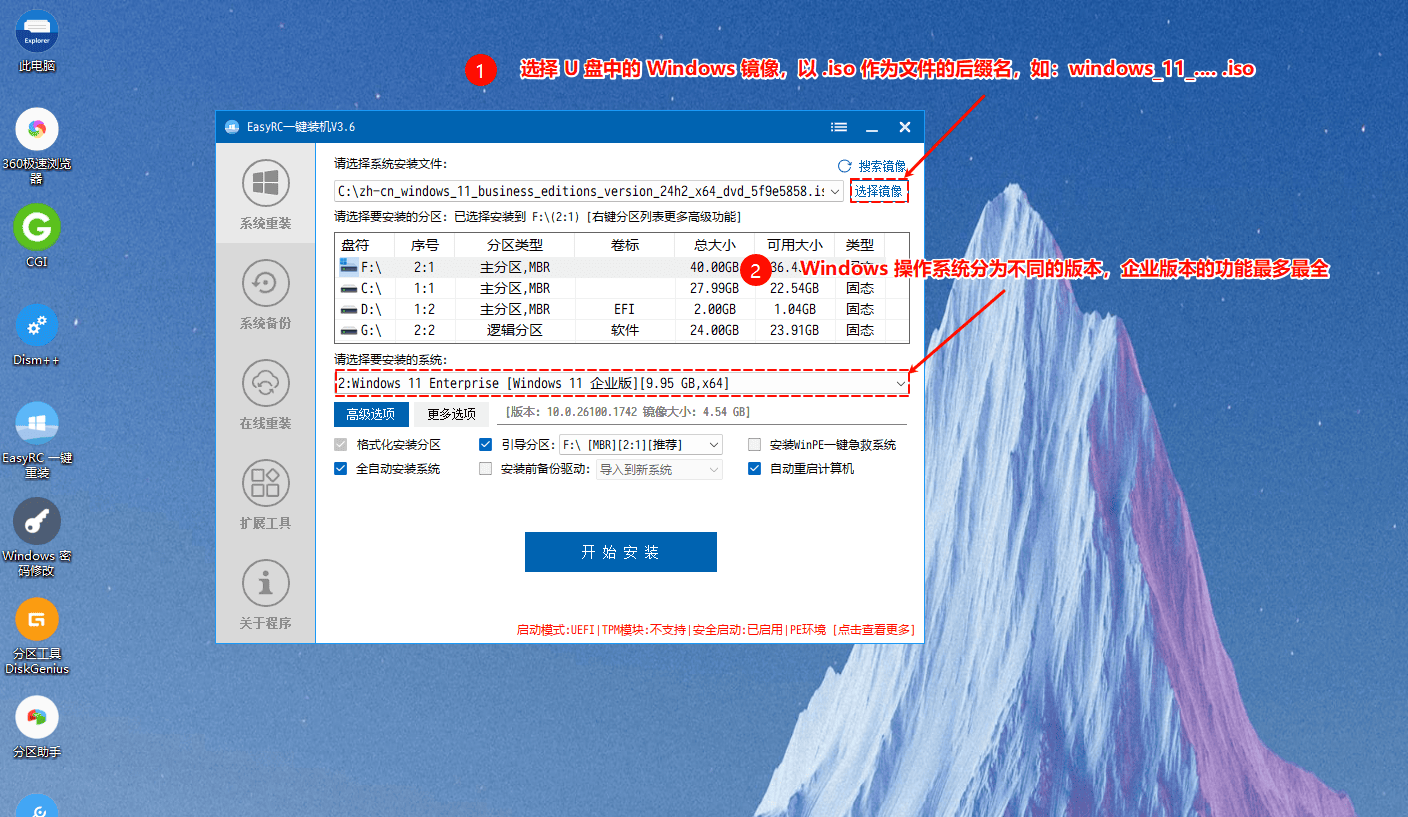 Explorer
此电脑
360极速浏览
器
CGI
Dism++
EasyRC 一键
重装
Windows 密
码修改
分区工具
DiskGenius
分区助手
1 选择 U 盘中的 Windows 镜像，以 .iso 作为文件的后缀名，如：windows_11_.... .iso
EasyRC一键装机V3.6
系统重装
系统备份
在线重装
扩展工具
关于程序
请选择系统安装文件:
搜索镜像
C:\zh-cn_windows_11_business_editions_version_24h2_x64_dvd_5f9e5858.i
选择镜像
请选择要安装的分区: 已选择安装到 F:\(2:1) [右键分区列表更多高级功能]
盘符 序号 分区类型 卷标 总大小 可用大小 类型
F:\ 2:1 主分区,MBR 40.00GB
2 Windows 操作系统分为不同的版本，企业版本的功能最多最全
C:\ 1:1 主分区,MBR 27.99GB 22.54GB 固态
D:\ 1:2 主分区,MBR EFI 2.00GB 1.04GB 固态
G:\ 2:2 逻辑分区 软件 24.00GB 23.91GB 固态
请选择要安装的系统:
2:Windows 11 Enterprise [Windows 11 企业版][9.95 GB,x64]
高级选项 更多选项 [版本: 10.0.26100.1742 镜像大小: 4.54 GB]
格式化安装分区 引导分区: F:\ [MBR][2:1][推荐] 安装WinPE一键急救系统
全自动安装系统 安装前备份驱动: 导入到新系统 自动重启计算机
开 始 安 装
启动模式:UEFI|TPM模块:不支持|安全启动:已启用|PE环境 [点击查看更多]